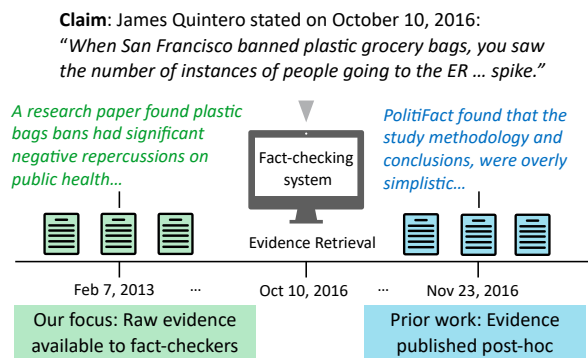 Claim: James Quintero stated on October 10, 2016:
“When San Francisco banned plastic grocery bags, you saw
the number of instances of people going to the ER … spike.”
A research paper found plastic
bags bans had significant
negative repercussions on
public health…
Fact-checking
system
PolitiFact found that the
study methodology and
conclusions, were overly
simplistic…
Evidence Retrieval
Feb 7, 2013 … Oct 10, 2016 … Nov 23, 2016
Our focus: Raw evidence
available to fact-checkers
Prior work: Evidence
published post-hoc